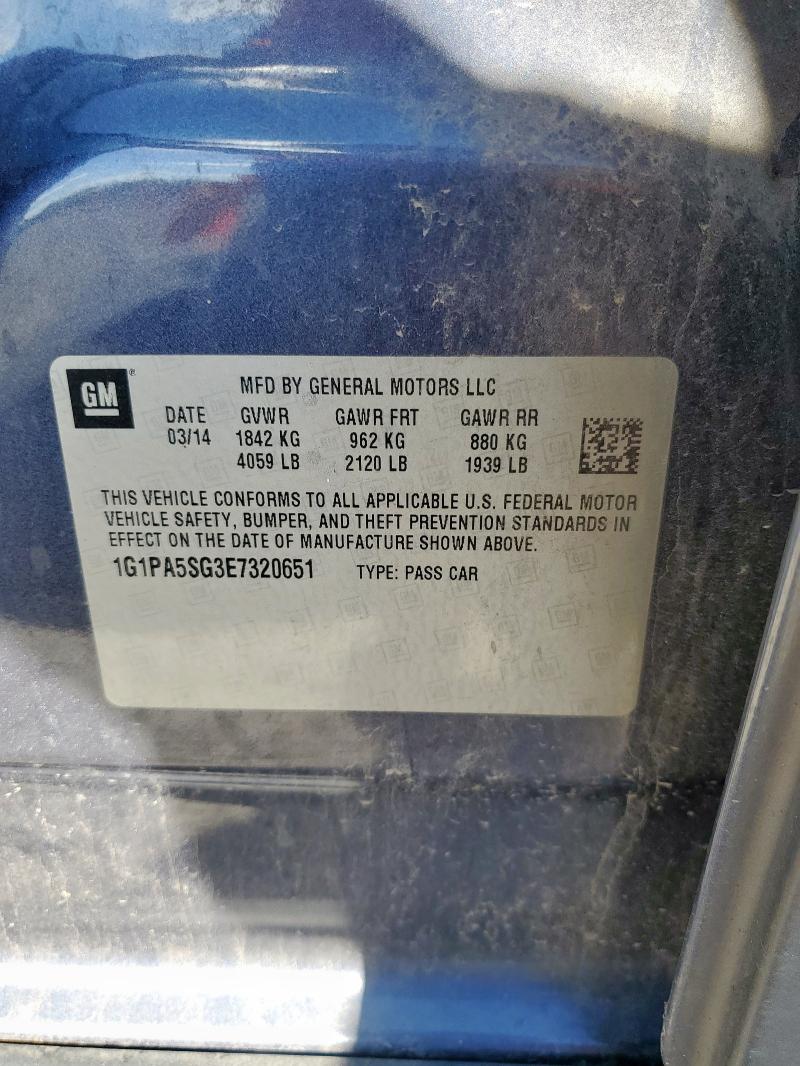 GM ®
MFD BY GENERAL MOTORS LLC
DATE GVWR GAWR FRT GAWR RR
03/14 1842 KG 962 KG 880 KG
4059 LB 2120 LB 1939 LB
THIS VEHICLE CONFORMS TO ALL APPLICABLE U.S. FEDERAL MOTOR
VEHICLE SAFETY, BUMPER, AND THEFT PREVENTION STANDARDS IN
EFFECT ON THE DATE OF MANUFACTURE SHOWN ABOVE.
1G1PA5SG3E7320651 TYPE: PASS CAR